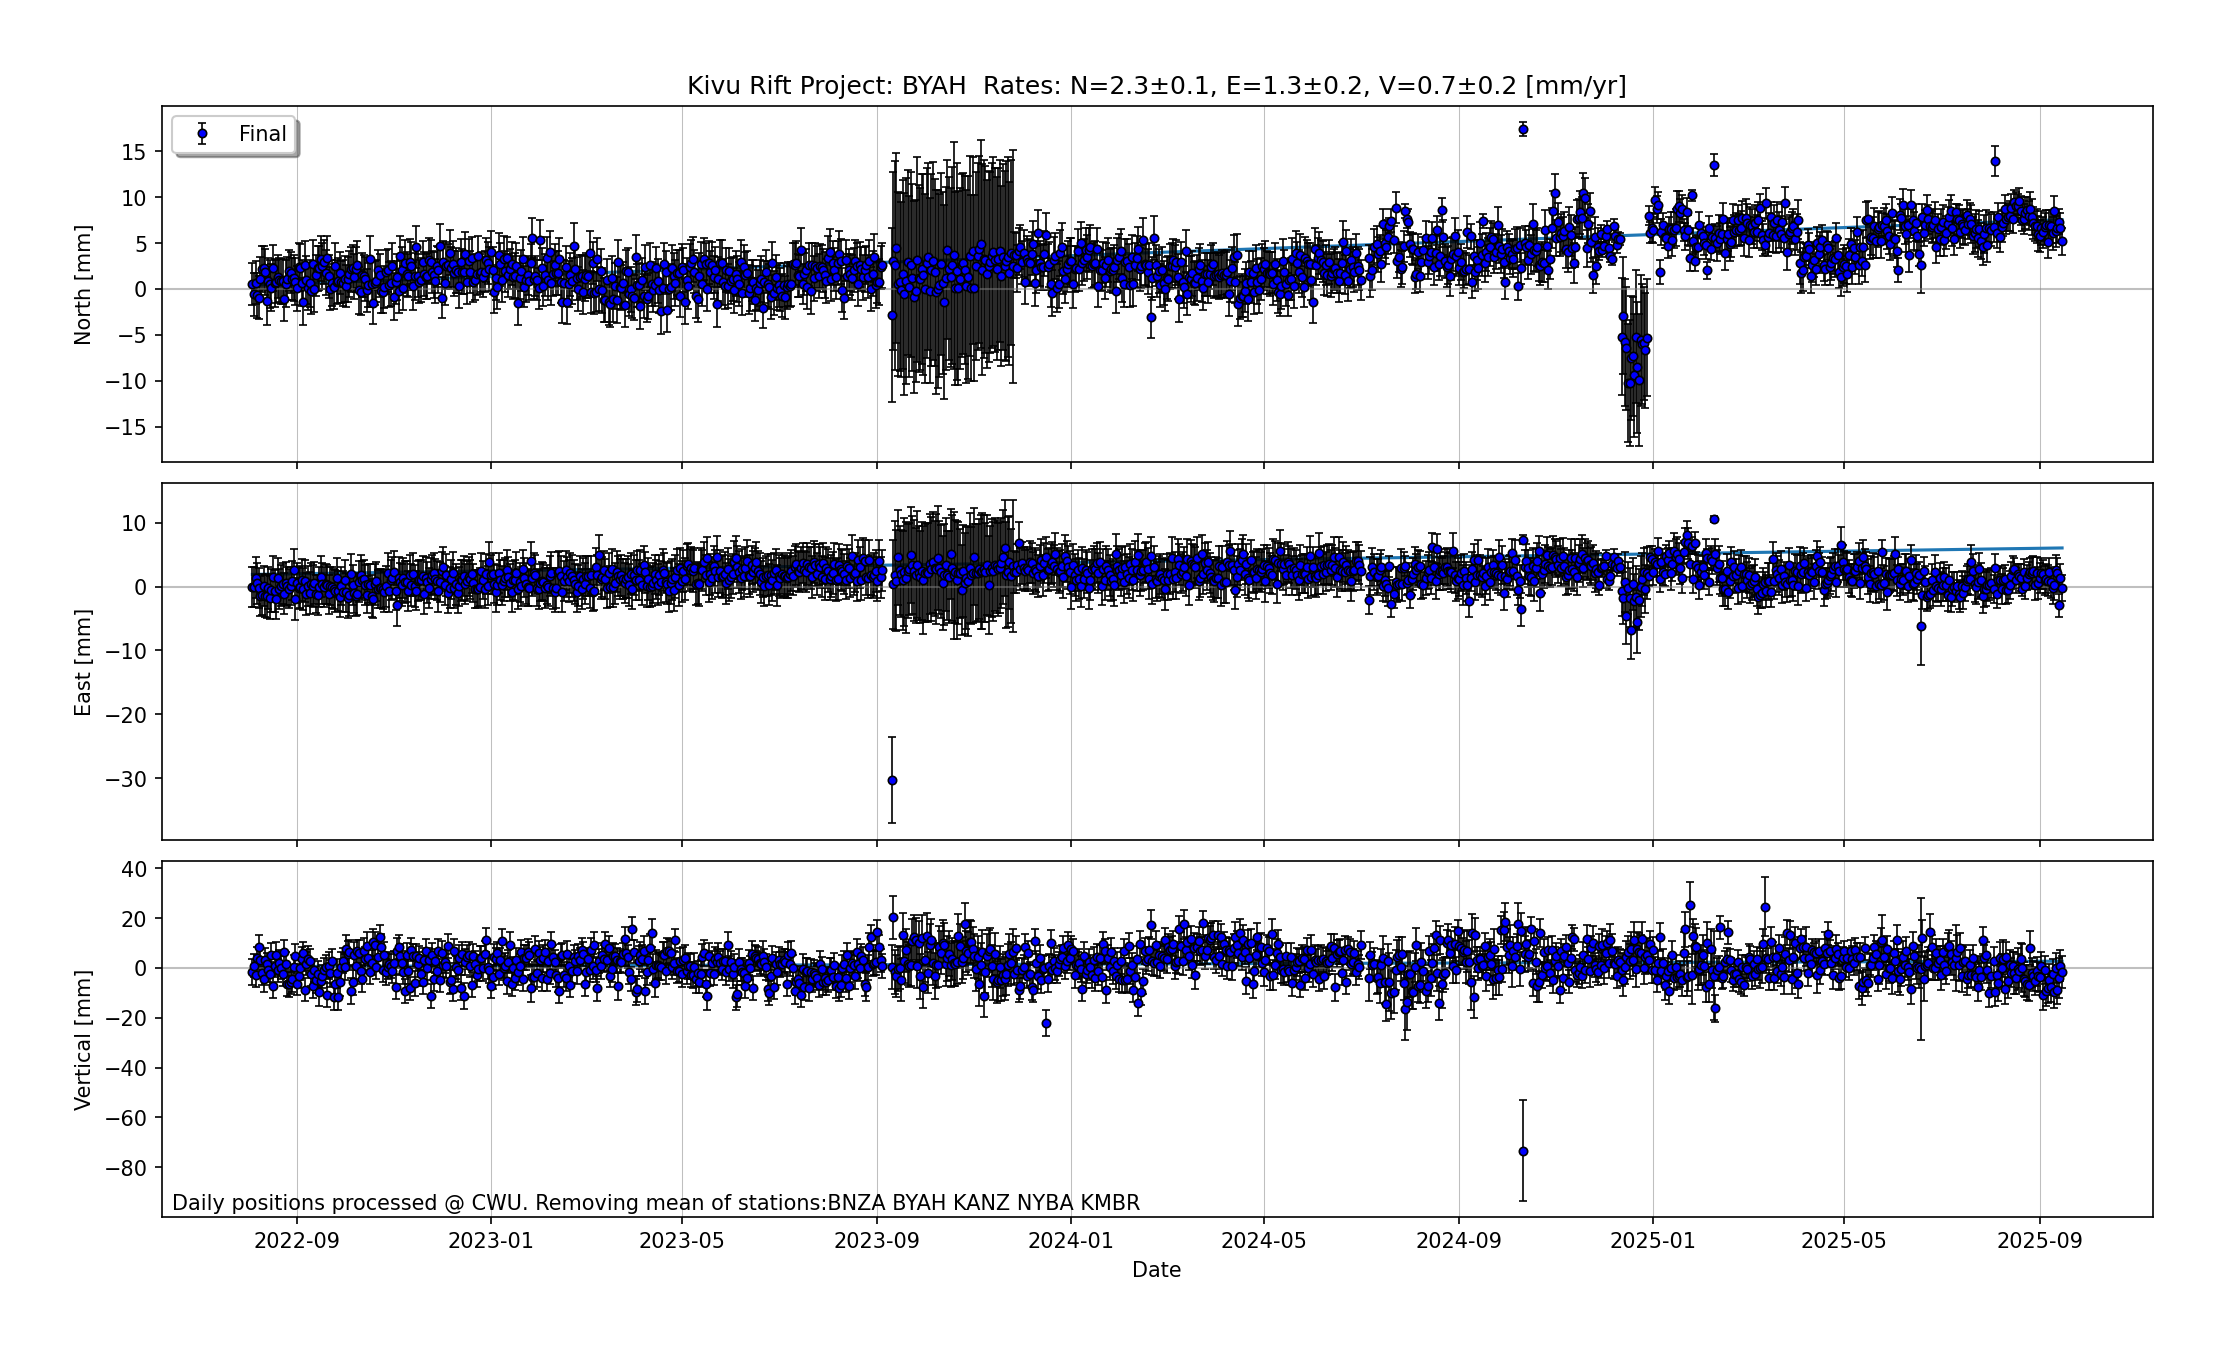 Kivu Rift Project: BYAH  Rates: N=2.3±0.1, E=1.3±0.2, V=0.7±0.2 [mm/yr]
Final
North [mm]
15
10
5
0
−5
−10
−15
East [mm]
10
0
−10
−20
−30
Vertical [mm]
40
20
0
−20
−40
−60
−80
Daily positions processed @ CWU. Removing mean of stations:BNZA BYAH KANZ NYBA KMBR
2022-09 2023-01 2023-05 2023-09 2024-01 2024-05 2024-09 2025-01 2025-05 2025-09
Date